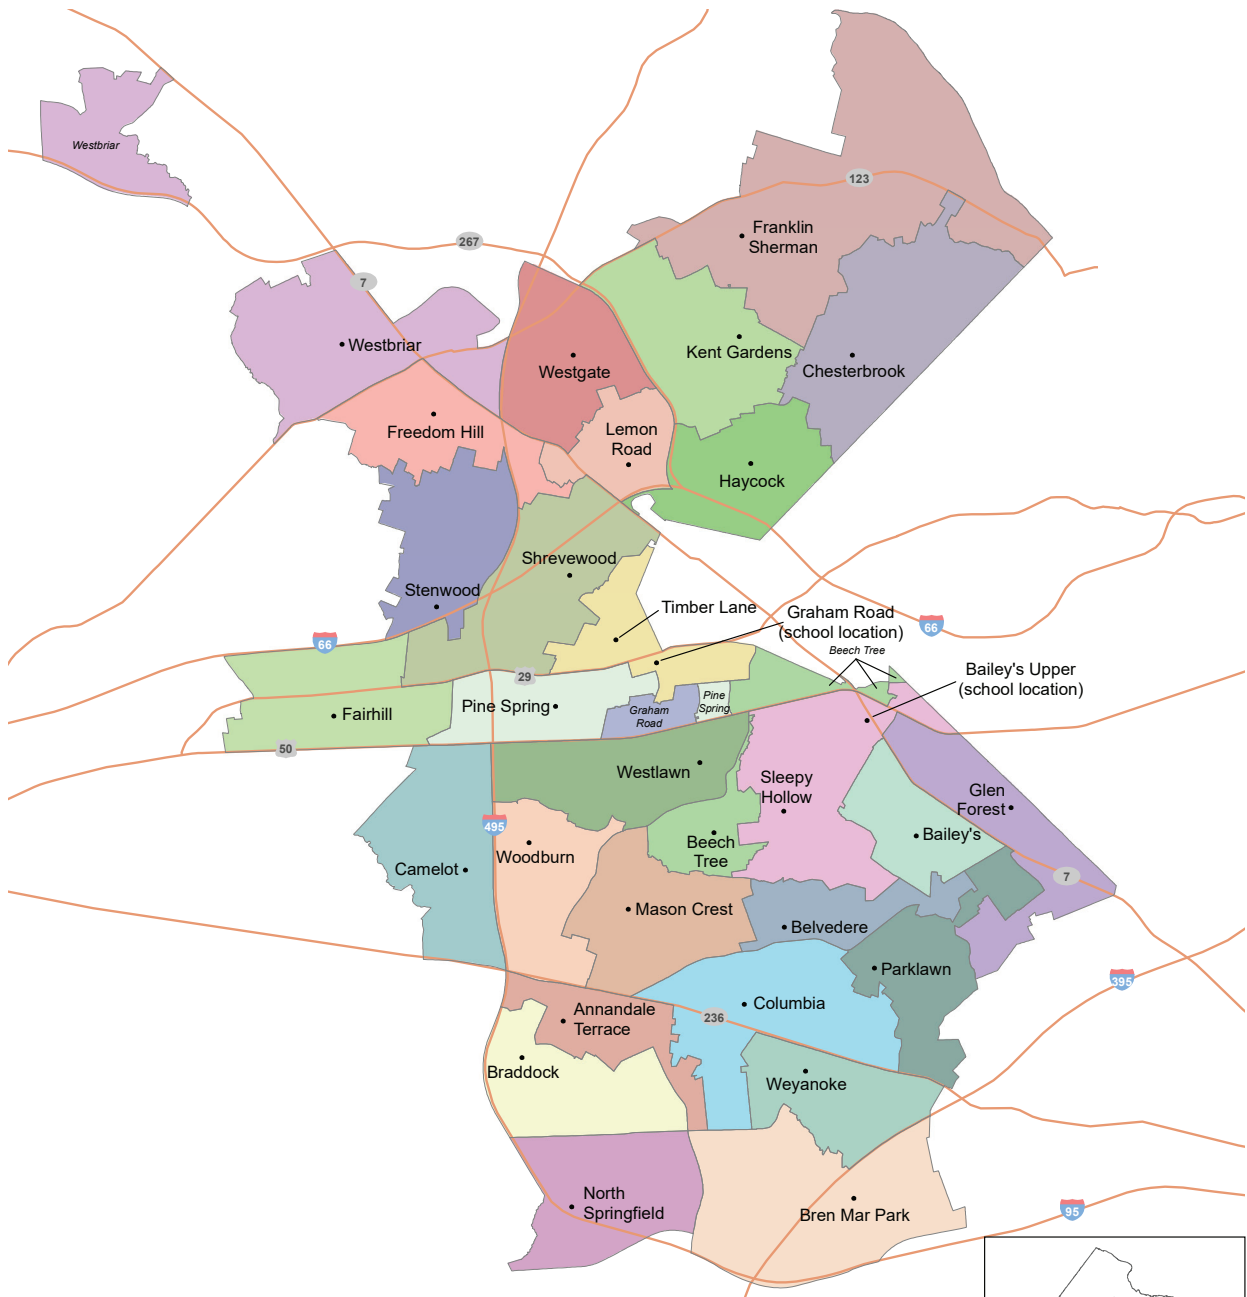 Westbriar
123
Franklin
Sherman
267
7
Westbriar
Kent Gardens
Westgate
Chesterbrook
Freedom Hill
Lemon
Road
Haycock
Shrevewood
Stenwood
Timber Lane
Graham Road
(school location)
66
66
Beech Tree
Bailey's Upper
(school location)
29
Pine Spring
Graham
Road
Pine
Spring
Fairhill
50
Westlawn
Sleepy
Hollow
Glen
Forest
495
Bailey's
Beech
Tree
Woodburn
Camelot
7
Mason Crest
Belvedere
Parklawn
395
Columbia
Annandale
Terrace
236
Braddock
Weyanoke
North
Springfield
Bren Mar Park
95